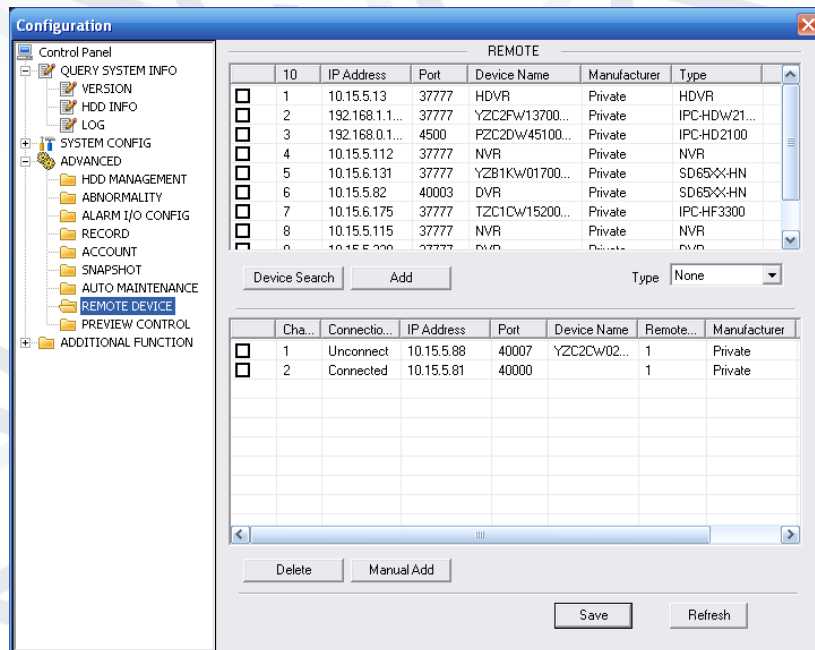 Configuration
Control Panel
QUERY SYSTEM INFO
VERSION
HDD INFO
LOG
SYSTEM CONFIG
ADVANCED
HDD MANAGEMENT
ABNORMALITY
ALARM I/O CONFIG
RECORD
ACCOUNT
SNAPSHOT
AUTO MAINTENANCE
REMOTE DEVICE
PREVIEW CONTROL
ADDITIONAL FUNCTION
REMOTE
10 IP Address Port Device Name Manufacturer Type
1 10.15.5.13 37777 HDVR Private HDVR
2 192.168.1.1... 37777 YZC2FW13700... Private IPC-HDW21...
3 192.168.0.1... 4500 PZC2DW45100... Private IPC-HD2100
4 10.15.5.112 37777 NVR Private NVR
5 10.15.6.131 37777 YZB1KW01700... Private SD65XX-HN
6 10.15.5.82 40003 DVR Private SD65XX-HN
7 10.15.6.175 37777 TZC1CW15200... Private IPC-HF3300
8 10.15.5.115 37777 NVR Private NVR
Device Search Add Type None
Cha... Connectio... IP Address Port Device Name Remote... Manufacturer
1 Unconnect 10.15.5.88 40007 YZC2CW02... 1 Private
2 Connected 10.15.5.81 40000 1 Private
Delete Manual Add
Save Refresh